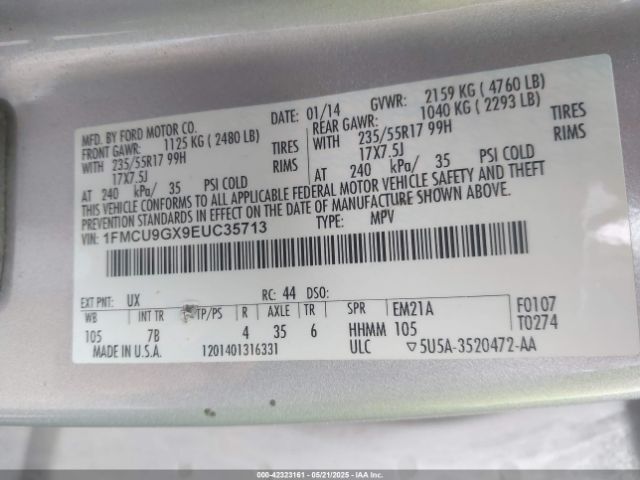 MFD. BY FORD MOTOR CO.
DATE: 01/14
GVWR: 2159 KG ( 4760 LB)
FRONT GAWR: 1125 KG ( 2480 LB)
REAR GAWR: 1040 KG ( 2293 LB)
WITH 235/55R17 99H TIRES
WITH 235/55R17 99H TIRES
17X7.5J RIMS
17X7.5J RIMS
AT 240 kPa/ 35 PSI COLD
AT 240 kPa/ 35 PSI COLD
THIS VEHICLE CONFORMS TO ALL APPLICABLE FEDERAL MOTOR VEHICLE SAFETY AND THEFT
PREVENTION STANDARDS IN EFFECT ON THE DATE OF MANUFACTURE SHOWN ABOVE.
VIN: 1FMCU9GX9EUC35713
TYPE: MPV
EXT PNT: UX RC: 44 DSO:
WB INT TR TP/PS R AXLE TR SPR EM21A F0107
105 7B 4 35 6 HHMM 105 T0274
MADE IN U.S.A. 1201401316331 ULC ▽5U5A-3520472-AA
000-42323161 - 05/21/2025 - IAAI